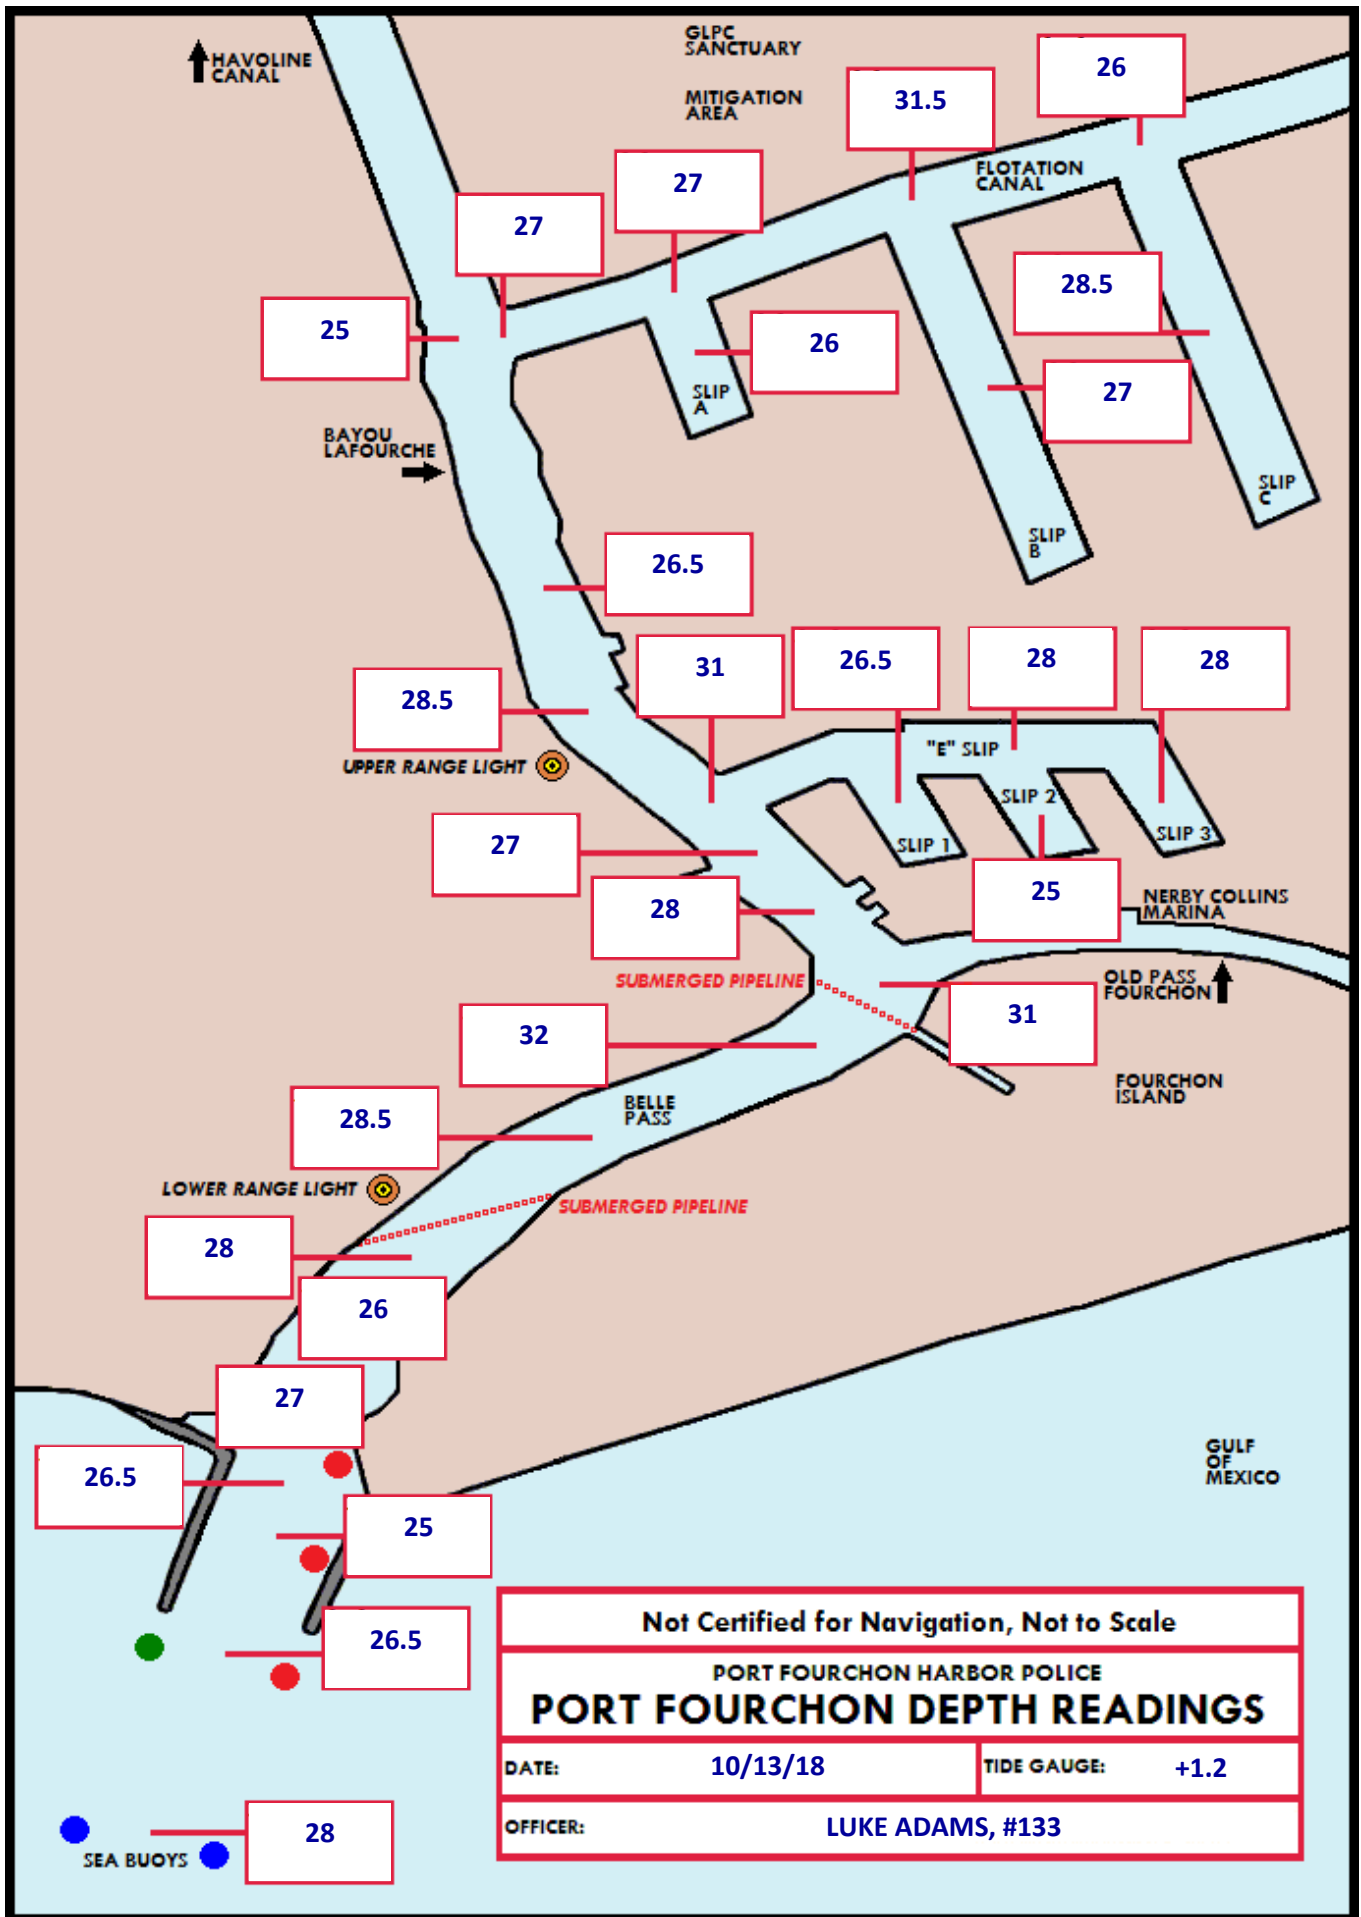 HAVOLINE
CANAL
GLPC
SANCTUARY
MITIGATION
AREA
26
31.5
FLOTATION
CANAL
27
27
28.5
25
26
27
SLIP
A
BAYOU
LAFOURCHE
SLIP
C
SLIP
B
26.5
31
26.5
28
28
28.5
UPPER RANGE LIGHT
"E" SLIP
SLIP 2
SLIP 1
SLIP 3
27
25
28
NERBY COLLINS
MARINA
SUBMERGED PIPELINE
OLD PASS
FOURCHON
31
32
FOURCHON
ISLAND
BELLE
PASS
28.5
LOWER RANGE LIGHT
SUBMERGED PIPELINE
28
26
27
26.5
GULF
OF
MEXICO
25
26.5
Not Certified for Navigation, Not to Scale
PORT FOURCHON HARBOR POLICE
PORT FOURCHON DEPTH READINGS
DATE: 10/13/18 TIDE GAUGE: +1.2
OFFICER: LUKE ADAMS, #133
28
SEA BUOYS